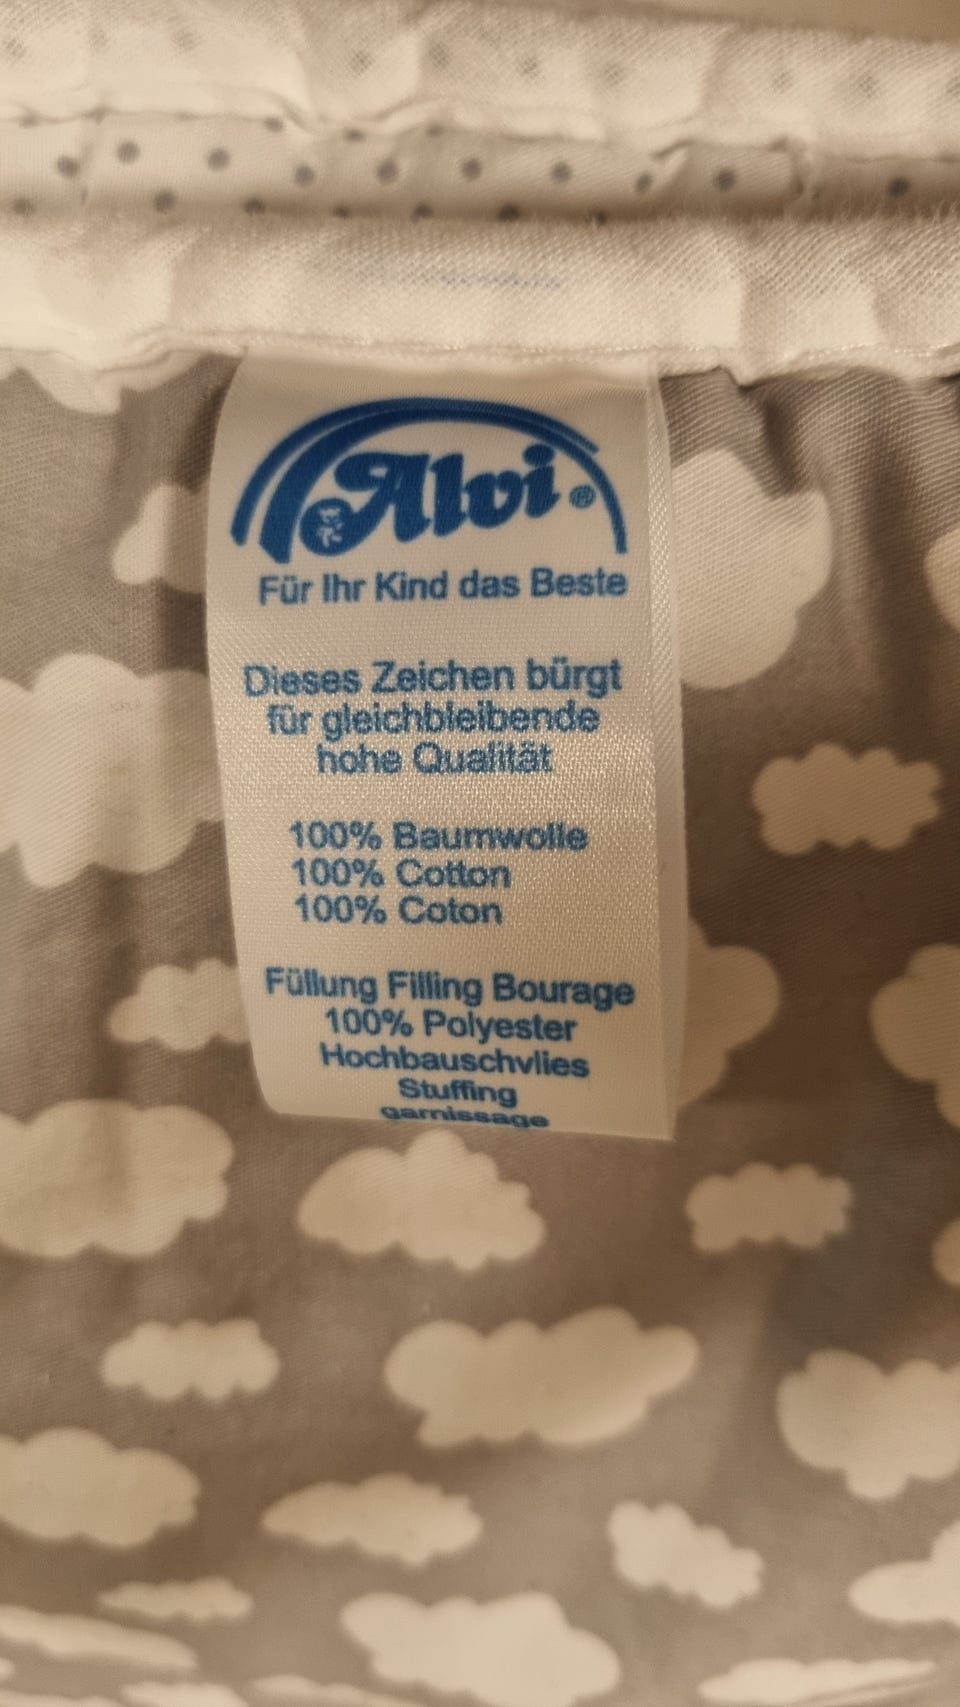 Alvi®
Für Ihr Kind das Beste
Dieses Zeichen bürgt
für gleichbleibende
hohe Qualität
100% Baumwolle
100% Cotton
100% Coton
Füllung Filling Bourage
100% Polyester
Hochbauschvlies
Stuffing
garnissage